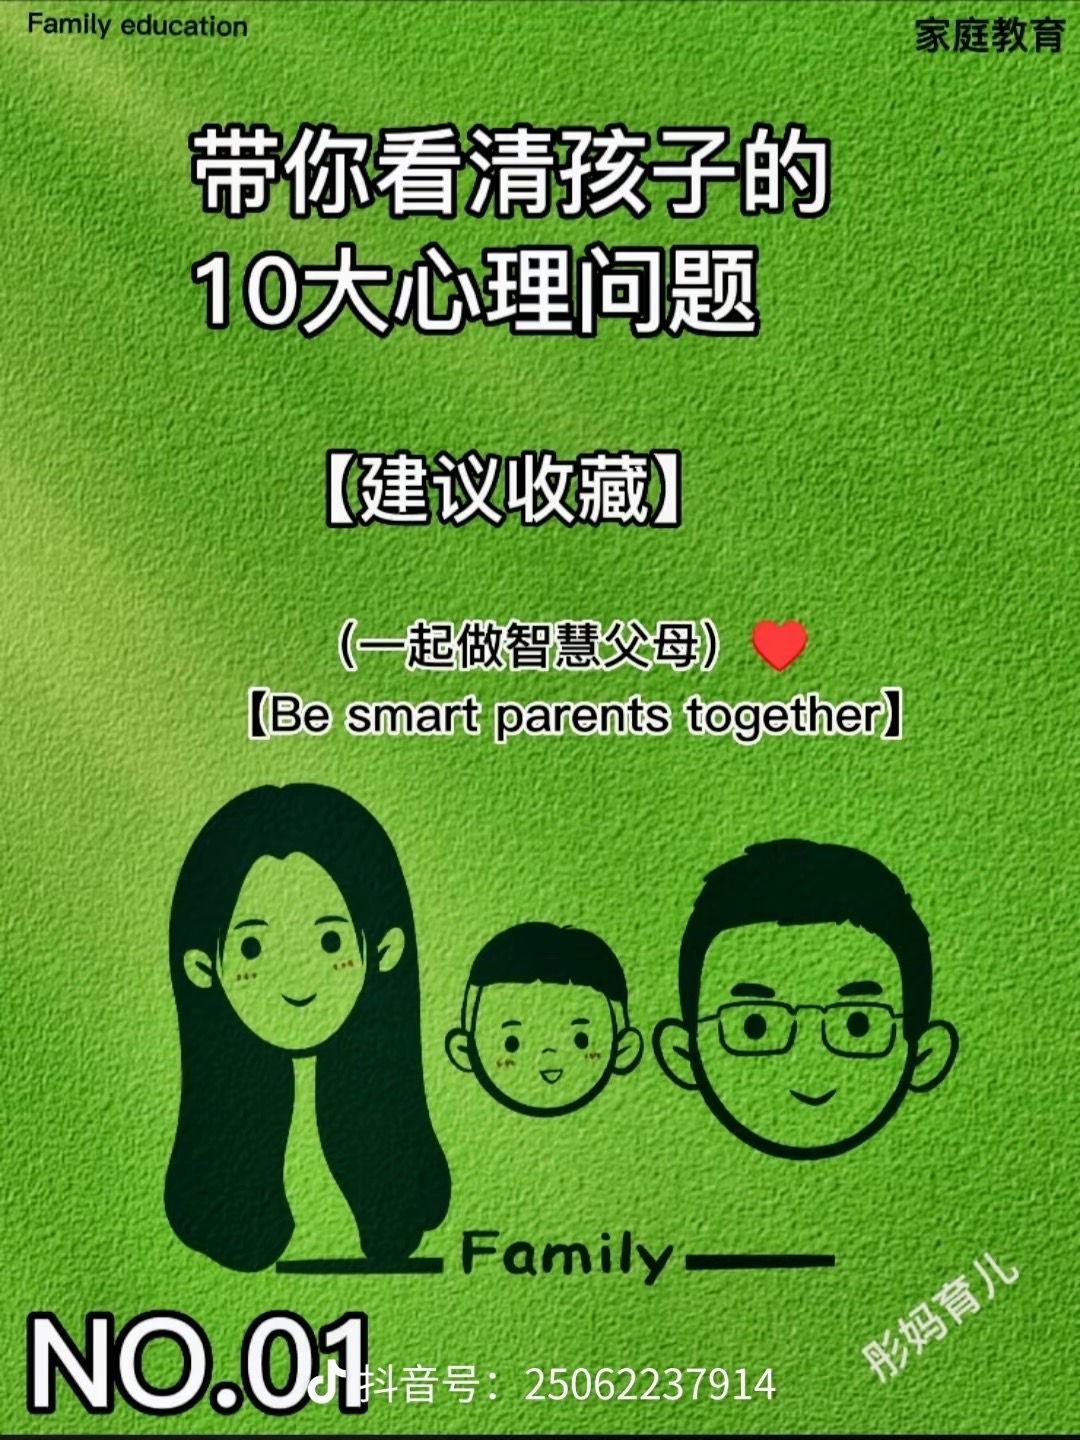 Family education
家庭教育
带你看清孩子的
10大心理问题
【建议收藏】
（一起做智慧父母）
【Be smart parents together】
Family
彤妈育儿
NO.01
抖音号：25062237914